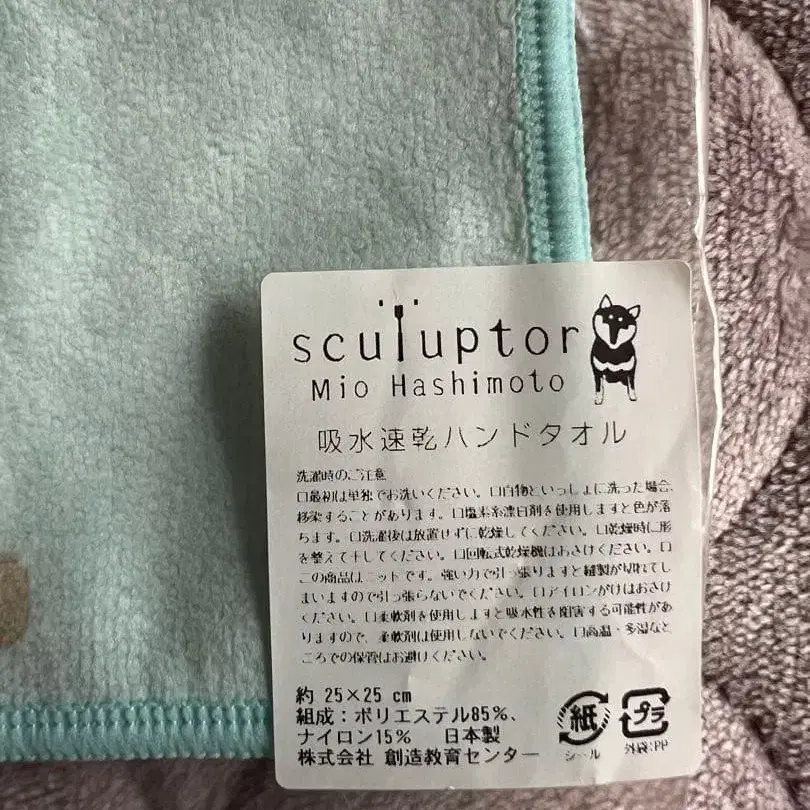 sculuptor
Mio Hashimoto
吸水速乾ハンドタオル
洗濯時のご注意
口最初は単独でお洗いください。口白物といっしょに洗った場合、
移染することがあります。口塩素系漂白剤を使用しますと色が落
ちます。口洗濯後は放置せずに乾燥してください。口乾燥時に形
を整えて干してください。口回転式乾燥機はおさけください。口
この商品はニットです。強い力で引っ張りますと縫製が切れてし
まいますので引っ張らないでください。口アイロンがけはおさけ
ください。口柔軟剤を使用しますと吸水性を阻害する可能性があ
りますので、柔軟剤は使用しないでください。口高温・多湿なと
ころでの保管はお避けください。
約 25×25 cm
組成：ポリエステル85%、
ナイロン15% 日本製
株式会社 創造教育センター
紙
シール
プラ
外袋:PP